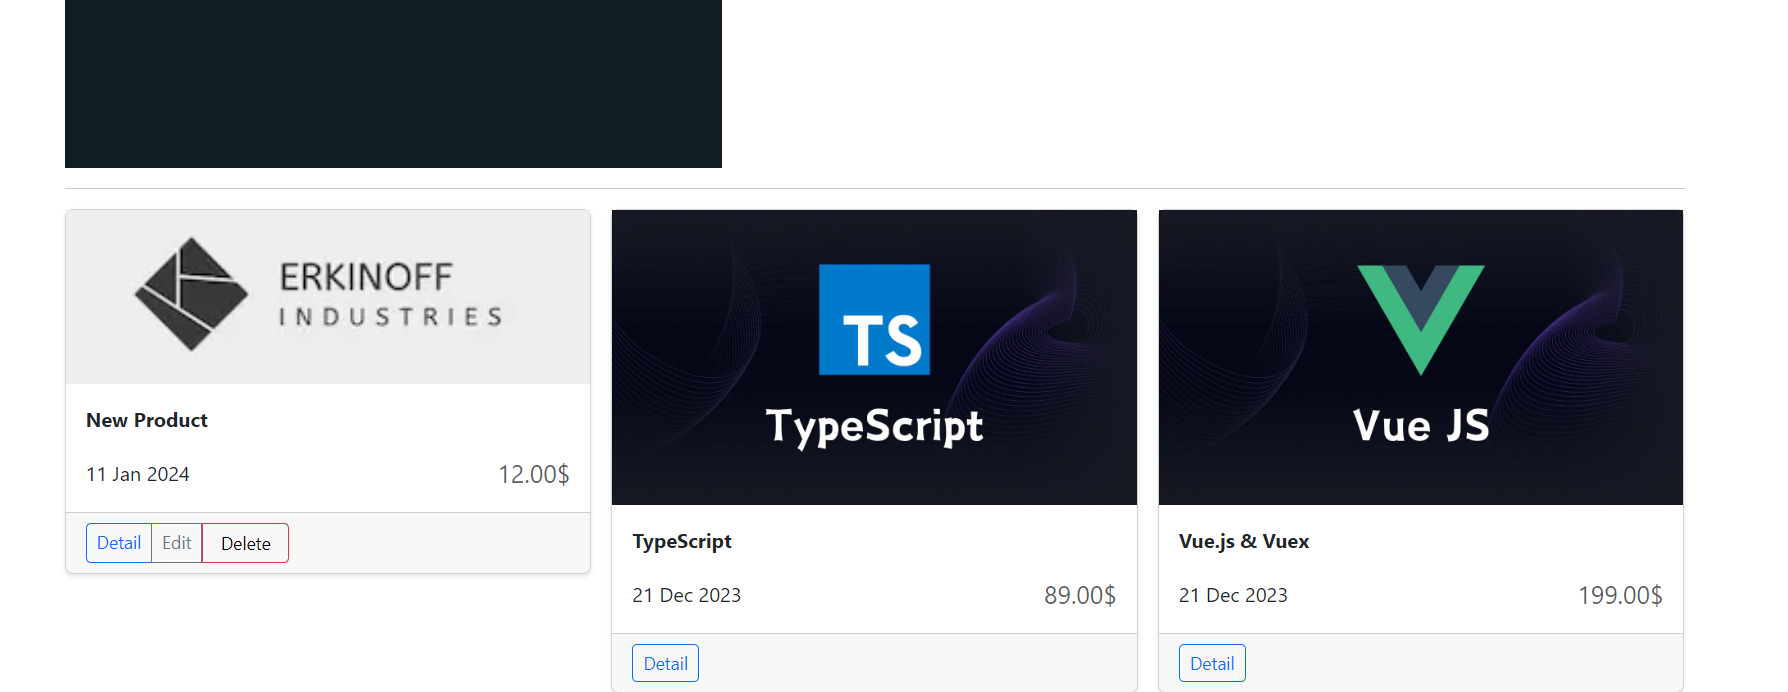 ERKINOFF
INDUSTRIES
New Product
11 Jan 2024
12.00$
Detail
Edit
Delete
TS
TypeScript
TypeScript
21 Dec 2023
89.00$
Detail
Vue JS
Vue.js & Vuex
21 Dec 2023
199.00$
Detail